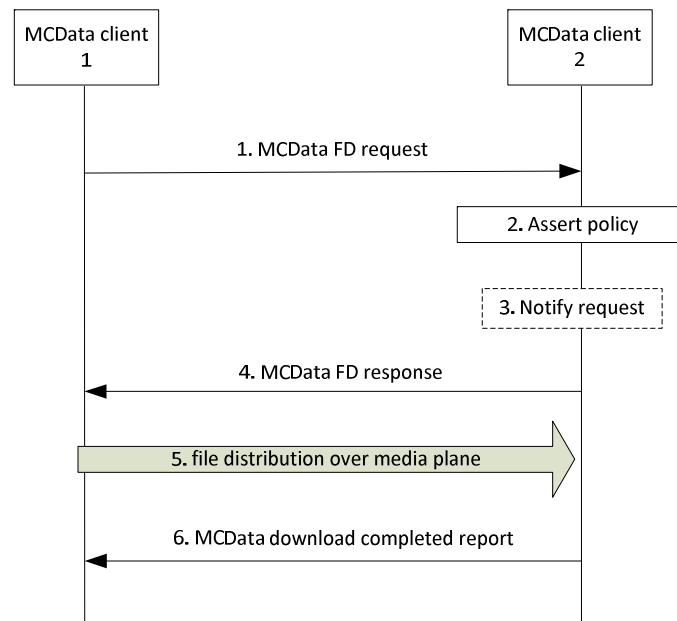 MCData client
1
MCData client
2
1. MCData FD request
2. Assert policy
3. Notify request
4. MCData FD response
5. file distribution over media plane
6. MCData download completed report